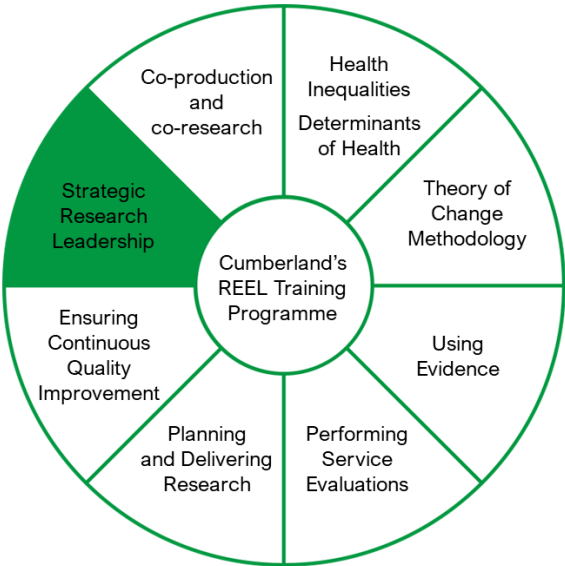 Co-production
and
co-research
Health
Inequalities
Determinants
of Health
Theory of
Change
Methodology
Using
Evidence
Performing
Service
Evaluations
Planning
and Delivering
Research
Ensuring
Continuous
Quality
Improvement
Strategic
Research
Leadership
Cumberland’s
REEL Training
Programme